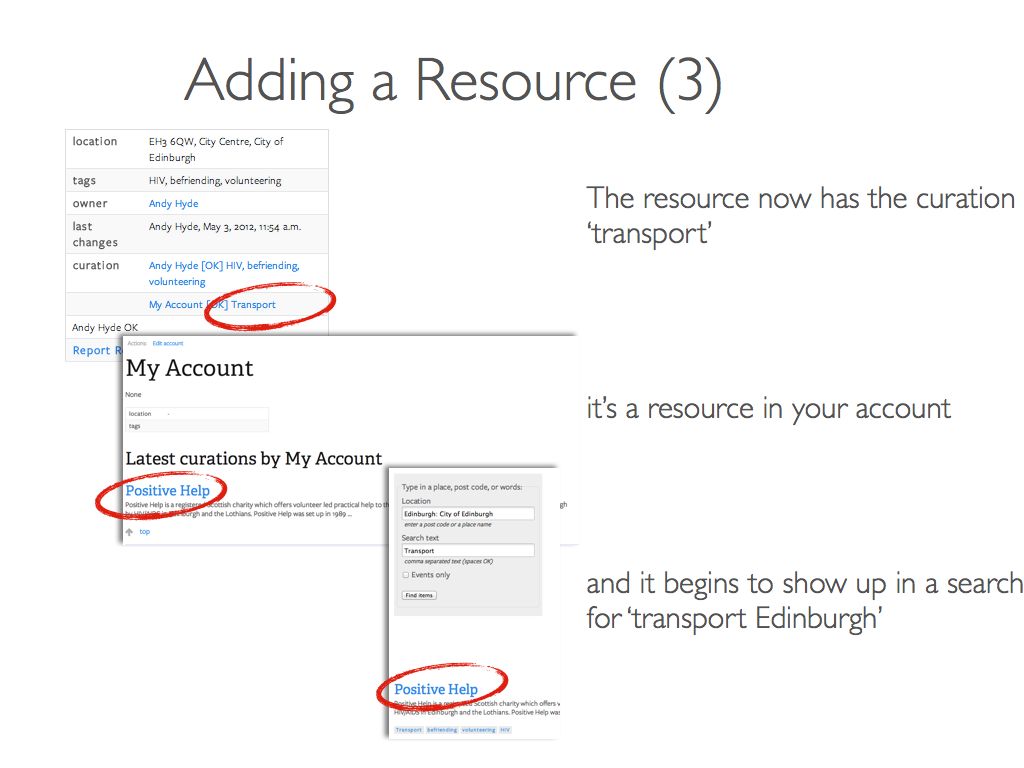 Adding a Resource (3)
location EH3 6QW, City Centre, City of
Edinburgh
tags HIV, befriending, volunteering
owner Andy Hyde
last Andy Hyde, May 3, 2012, 11:54 a.m.
changes
curation Andy Hyde [OK] HIV, befriending,
volunteering
My Account [OK] Transport
Andy Hyde OK
Report
The resource now has the curation
‘transport’
Actions: Edit account
My Account
None
location -
tags
Latest curations by My Account
Positive Help
Positive Help is a registered Scottish charity which offers volunteer led practical help to
HIV/AIDS in Edinburgh and the Lothians. Positive Help was set up in 1989 ...
top
it’s a resource in your account
Type in a place, post code, or words:
Location
Edinburgh: City of Edinburgh
enter a post code or a place name
Search text
Transport
comma separated text (spaces OK)
Events only
Find items
Positive Help
Positive Help is a registered Scottish charity which offers
HIV/AIDS in Edinburgh and the Lothians. Positive Help was
Transport befriending volunteering HIV
and it begins to show up in a search
for ‘transport Edinburgh’